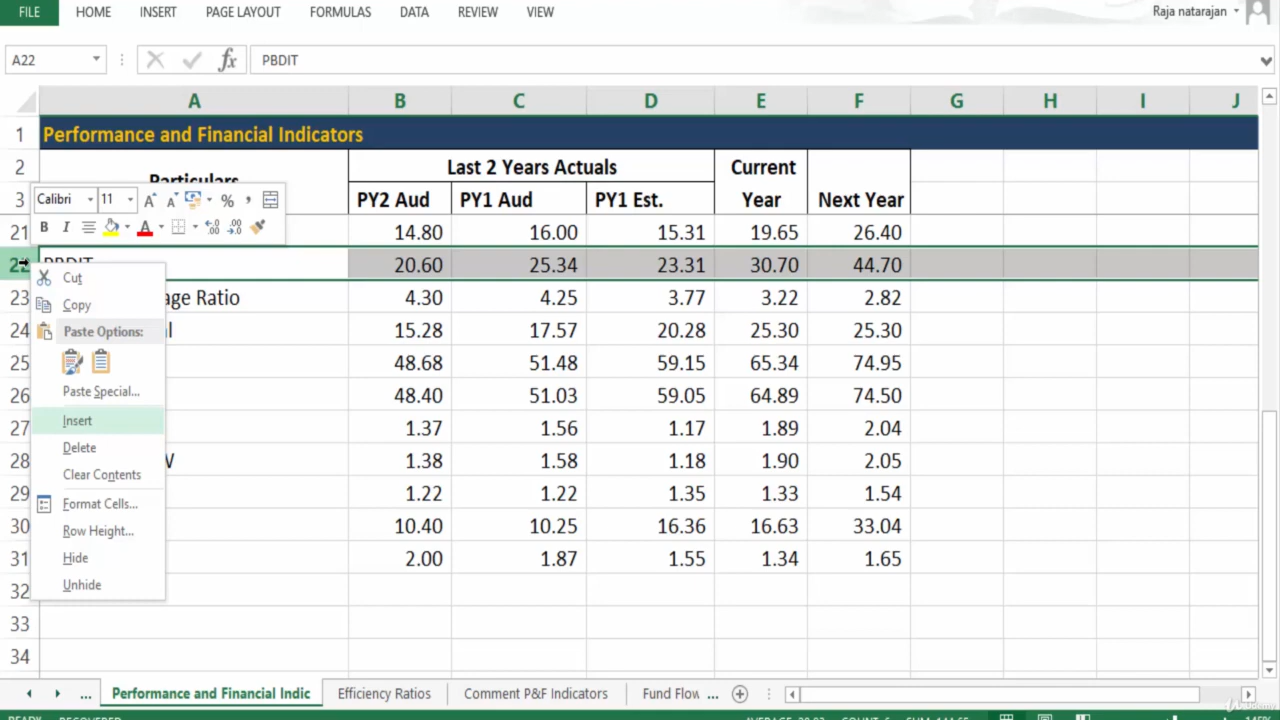 FILE HOME INSERT PAGE LAYOUT FORMULAS DATA REVIEW VIEW Raja natarajan
A22 fx PBDIT
A B C D E F G H I J
1 Performance and Financial Indicators
2 Particulars Last 2 Years Actuals Current
3 PY2 Aud PY1 Aud PY1 Est. Year Next Year
Calibri 11 A A % ,
B I A .0 .00 .00 .0
21 14.80 16.00 15.31 19.65 26.40
22 PBDIT 20.60 25.34 23.31 30.70 44.70
23 age Ratio 4.30 4.25 3.77 3.22 2.82
24 15.28 17.57 20.28 25.30 25.30
25 48.68 51.48 59.15 65.34 74.95
26 48.40 51.03 59.05 64.89 74.50
27 1.37 1.56 1.17 1.89 2.04
28 1.38 1.58 1.18 1.90 2.05
29 1.22 1.22 1.35 1.33 1.54
30 10.40 10.25 16.36 16.63 33.04
31 2.00 1.87 1.55 1.34 1.65
32
33
34
Cut
Copy
Paste Options:
Paste Special...
Insert
Delete
Clear Contents
Format Cells...
Row Height...
Hide
Unhide
... Performance and Financial Indic Efficiency Ratios Comment P&F Indicators Fund Flow ...
READY RECOVERED